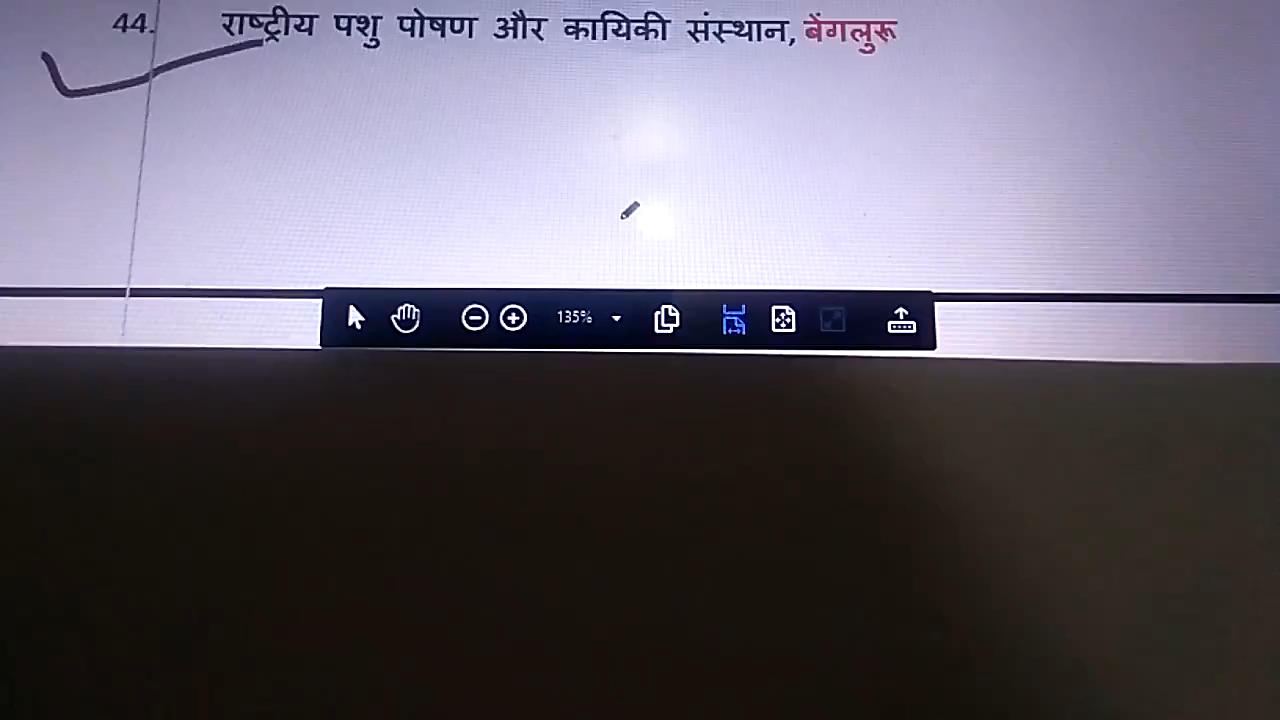 44. राष्ट्रीय पशु पोषण और कायिकी संस्थान, बेंगलुरू
135%